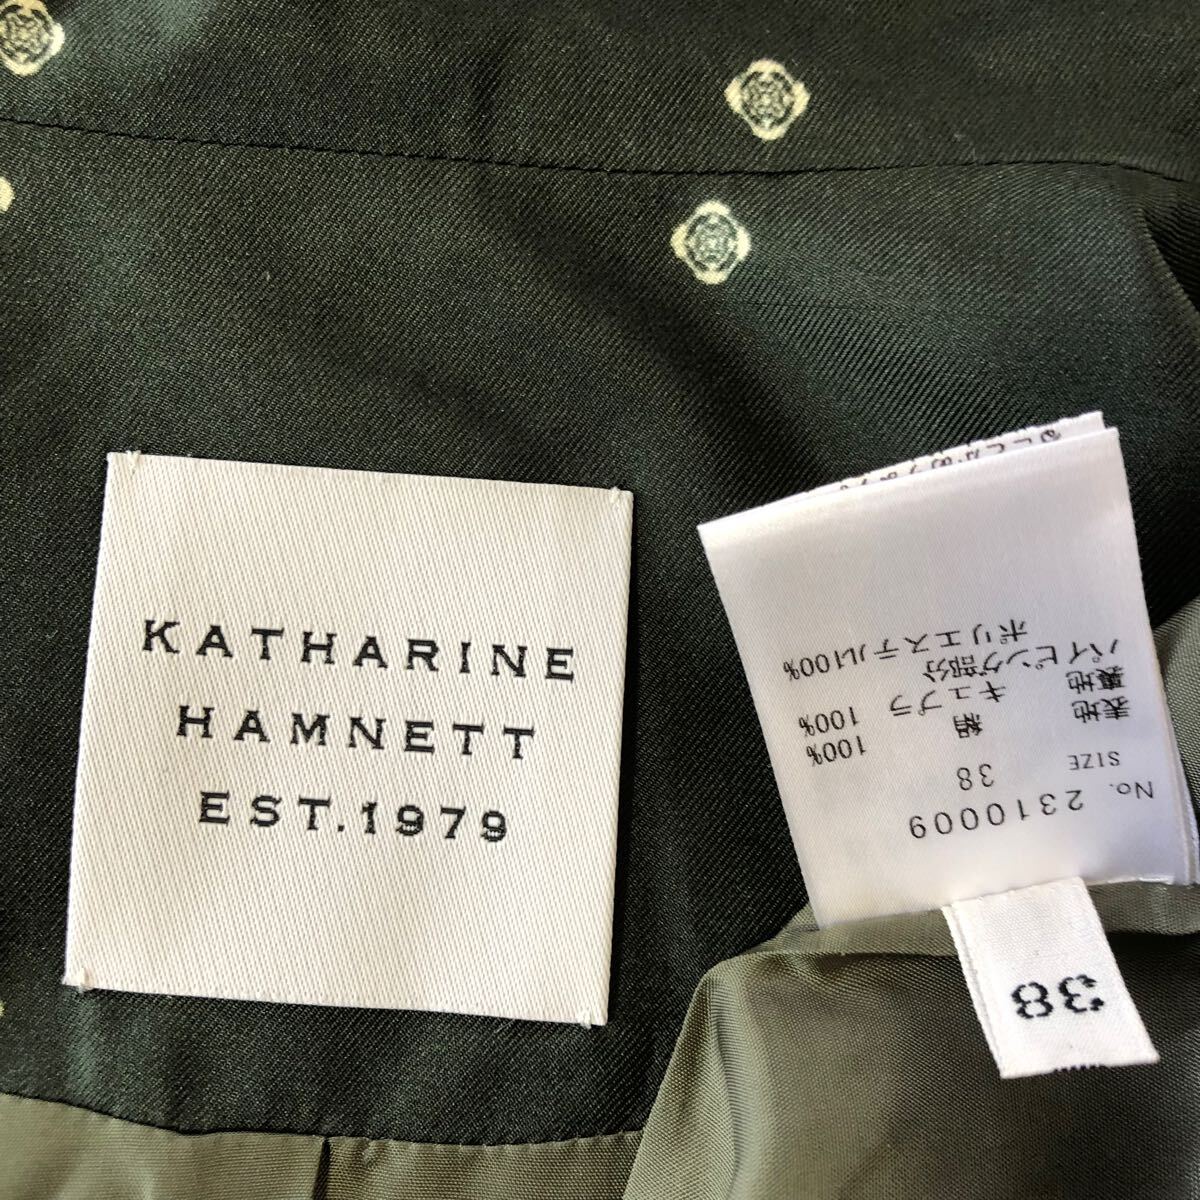 KATHARINE
HAMNETT
EST.1979
No. 2310009
SIZE 38
表地 絹 100%
裏地 キュプラ 100%
パイピング部分
ポリエステル100%
38